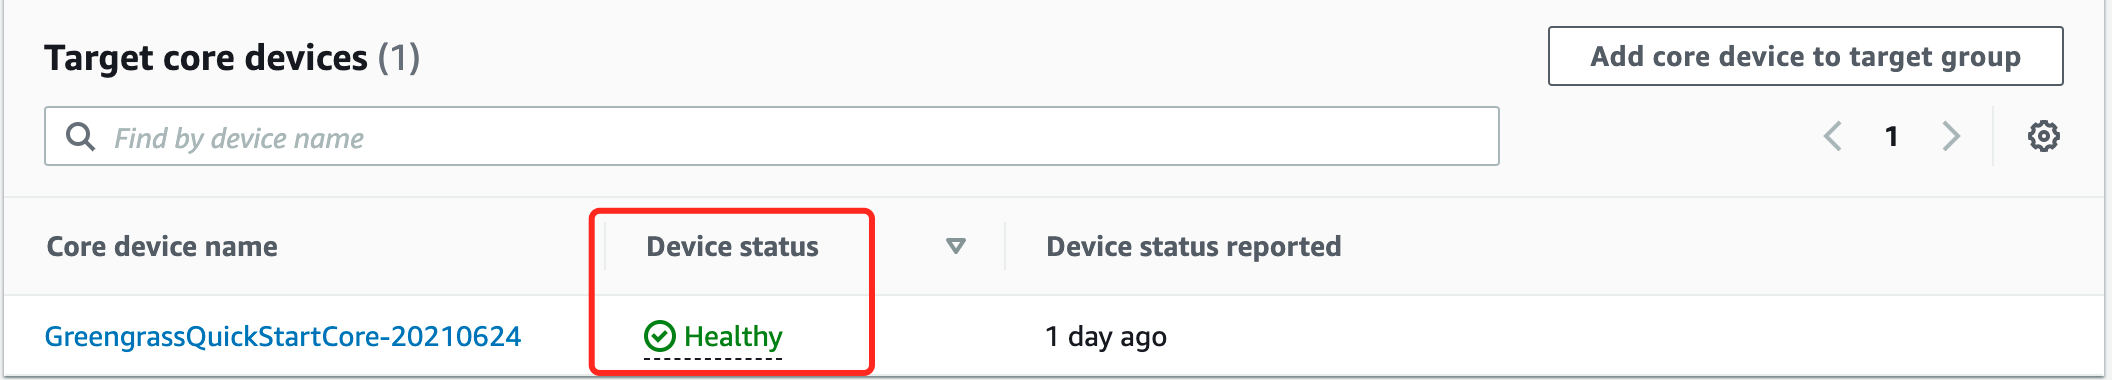 Target core devices (1)
Add core device to target group
Find by device name
1
Core device name
Device status
Device status reported
GreengrassQuickStartCore-20210624
Healthy
1 day ago